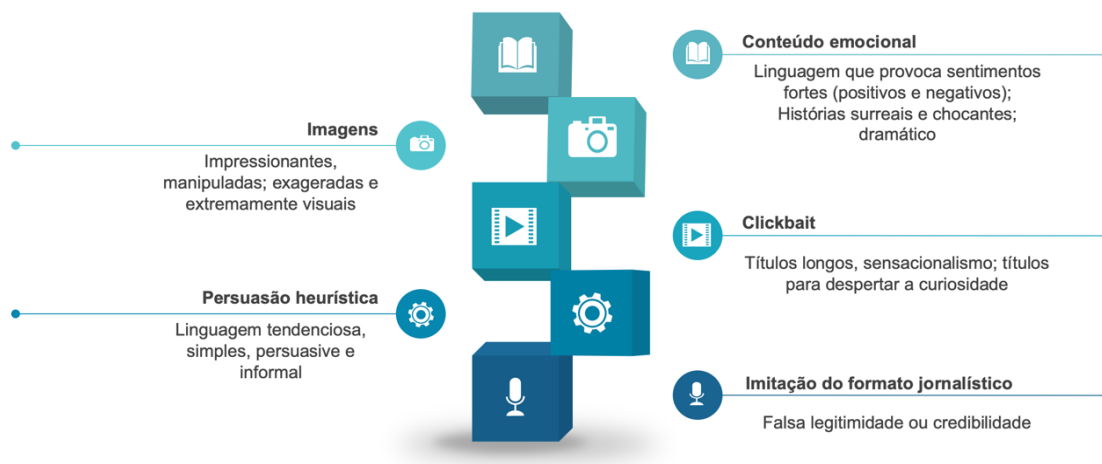 Conteúdo emocional
Linguagem que provoca sentimentos
fortes (positivos e negativos);
Histórias surreais e chocantes;
dramático
Imagens
Impressionantes,
manipuladas; exageradas e
extremamente visuais
Clickbait
Títulos longos, sensacionalismo; títulos
para despertar a curiosidade
Persuasão heurística
Linguagem tendenciosa,
simples, persuasive e
informal
Imitação do formato jornalístico
Falsa legitimidade ou credibilidade